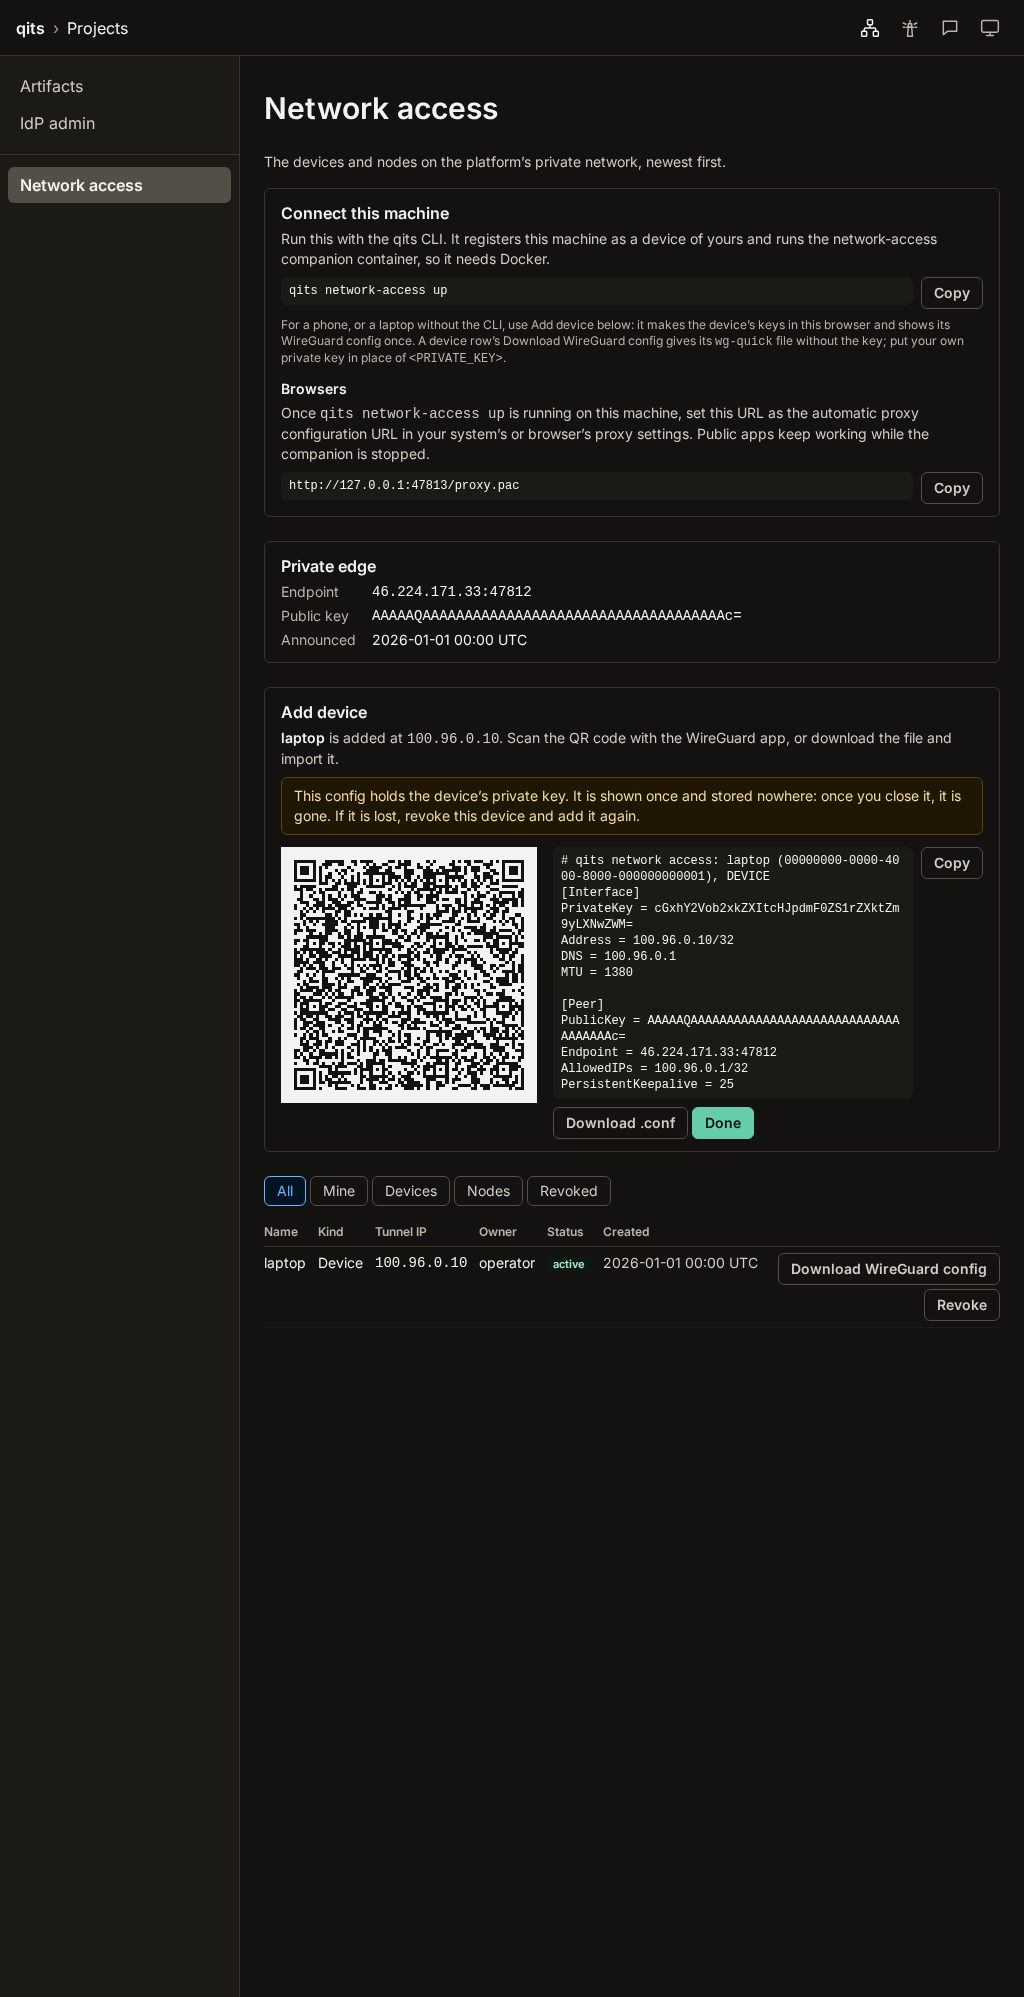 qits › Projects
Artifacts
IdP admin
Network access
Network access
The devices and nodes on the platform’s private network, newest first.
Connect this machine
Run this with the qits CLI. It registers this machine as a device of yours and runs the network-access
companion container, so it needs Docker.
qits network-access up
Copy
For a phone, or a laptop without the CLI, use Add device below: it makes the device’s keys in this browser and shows its
WireGuard config once. A device row’s Download WireGuard config gives its wg-quick file without the key; put your own
private key in place of <PRIVATE_KEY>.
Browsers
Once qits network-access up is running on this machine, set this URL as the automatic proxy
configuration URL in your system’s or browser’s proxy settings. Public apps keep working while the
companion is stopped.
http://127.0.0.1:47813/proxy.pac
Copy
Private edge
Endpoint 46.224.171.33:47812
Public key AAAAAQAAAAAAAAAAAAAAAAAAAAAAAAAAAAAAAAAAAAc=
Announced 2026-01-01 00:00 UTC
Add device
laptop is added at 100.96.0.10. Scan the QR code with the WireGuard app, or download the file and
import it.
This config holds the device’s private key. It is shown once and stored nowhere: once you close it, it is
gone. If it is lost, revoke this device and add it again.
# qits network access: laptop (00000000-0000-40
00-8000-000000000001), DEVICE
[Interface]
PrivateKey = cGxhY2Vob2xkZXItcHJpdmF0ZS1rZXktZm
9yLXNwZWM=
Address = 100.96.0.10/32
DNS = 100.96.0.1
MTU = 1380
[Peer]
PublicKey = AAAAAQAAAAAAAAAAAAAAAAAAAAAAAAAAAAA
AAAAAAAc=
Endpoint = 46.224.171.33:47812
AllowedIPs = 100.96.0.1/32
PersistentKeepalive = 25
Copy
Download .conf Done
All Mine Devices Nodes Revoked
Name Kind Tunnel IP Owner Status Created
laptop Device 100.96.0.10 operator active 2026-01-01 00:00 UTC Download WireGuard config
Revoke